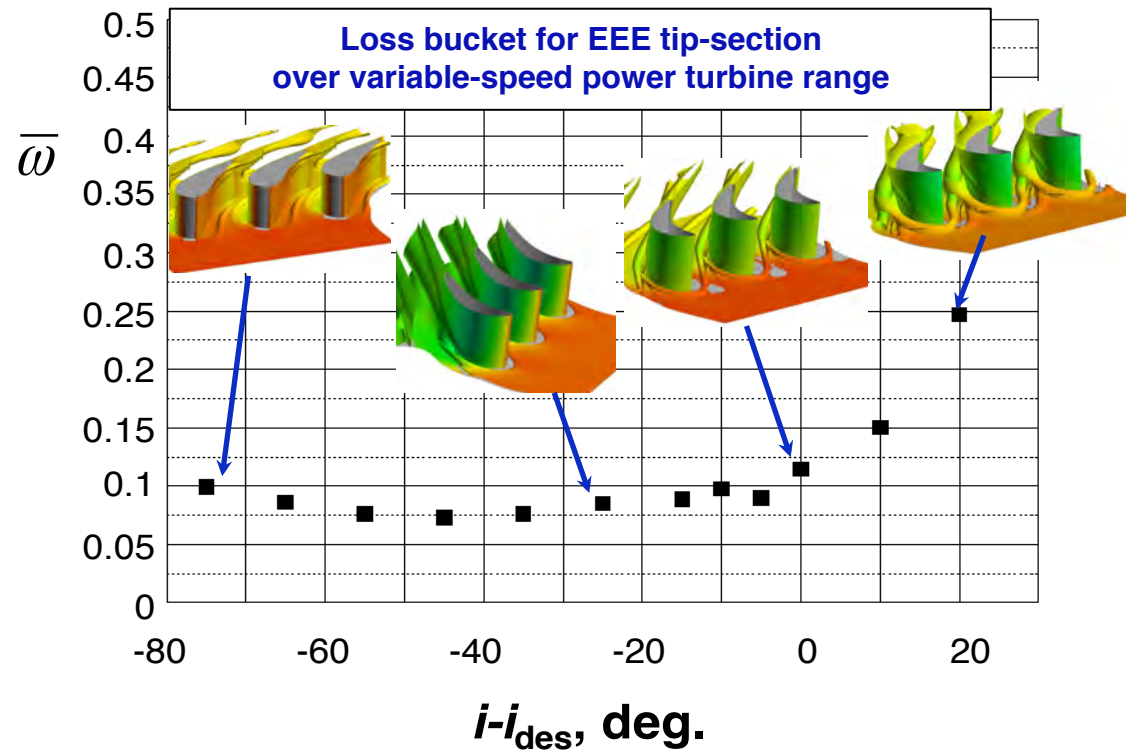 Loss bucket for EEE tip-section
over variable-speed power turbine range
0.5
0.45
0.4
0.35
0.3
0.25
0.2
0.15
0.1
0.05
0
ω̅
-80 -60 -40 -20 0 20
i-i_des, deg.